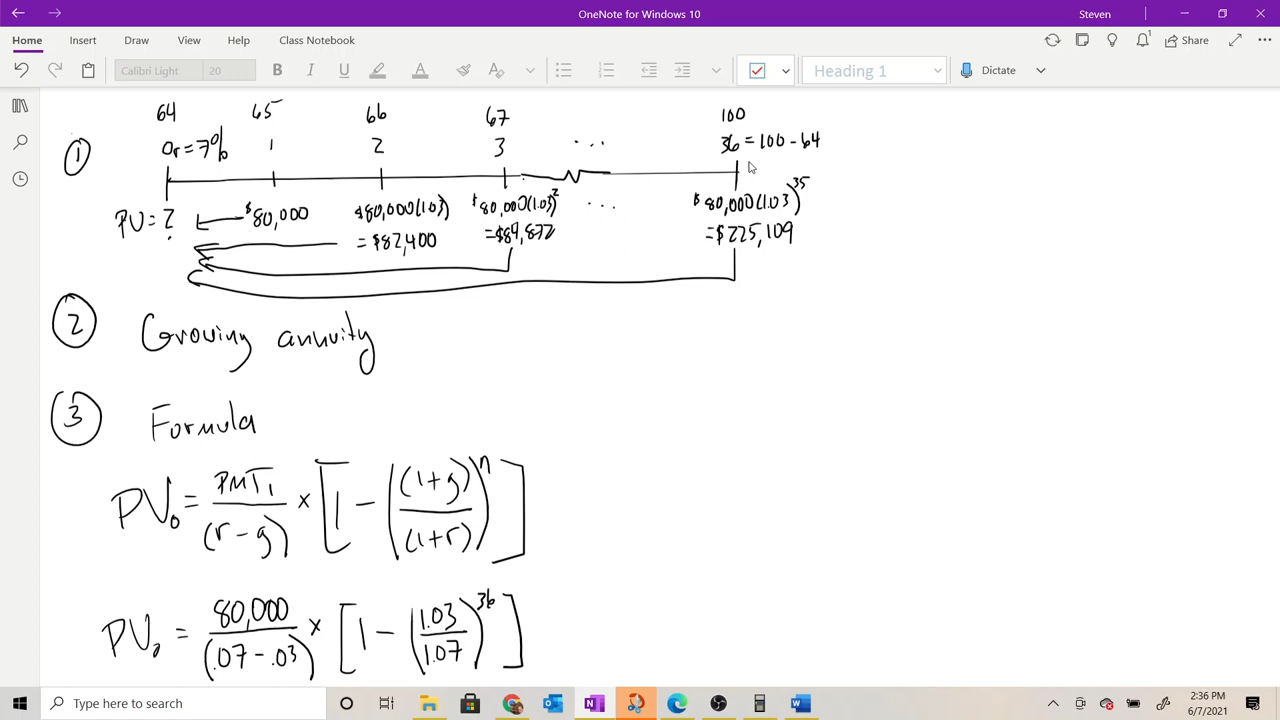 OneNote for Windows 10
Steven
Home Insert Draw View Help Class Notebook
Share
Calibri Light 20
B I U A
Heading 1
Dictate
64 65 66 67 100
① 0 r = 7% 1 2 3 ... 36 = 100 - 64
PV = ? $80,000 $80,000(1.03) $80,000(1.03)² ... $80,000(1.03)³⁵
= $82,400 = $84,872 = $225,109
② Growing annuity
③ Formula
PV₀ = PMT₁ / (r - g) × [1 - ((1+g) / (1+r))ⁿ]
PV₀ = 80,000 / (.07 - .03) × [1 - (1.03 / 1.07)³⁶]
Type here to search
2:36 PM
6/7/2021